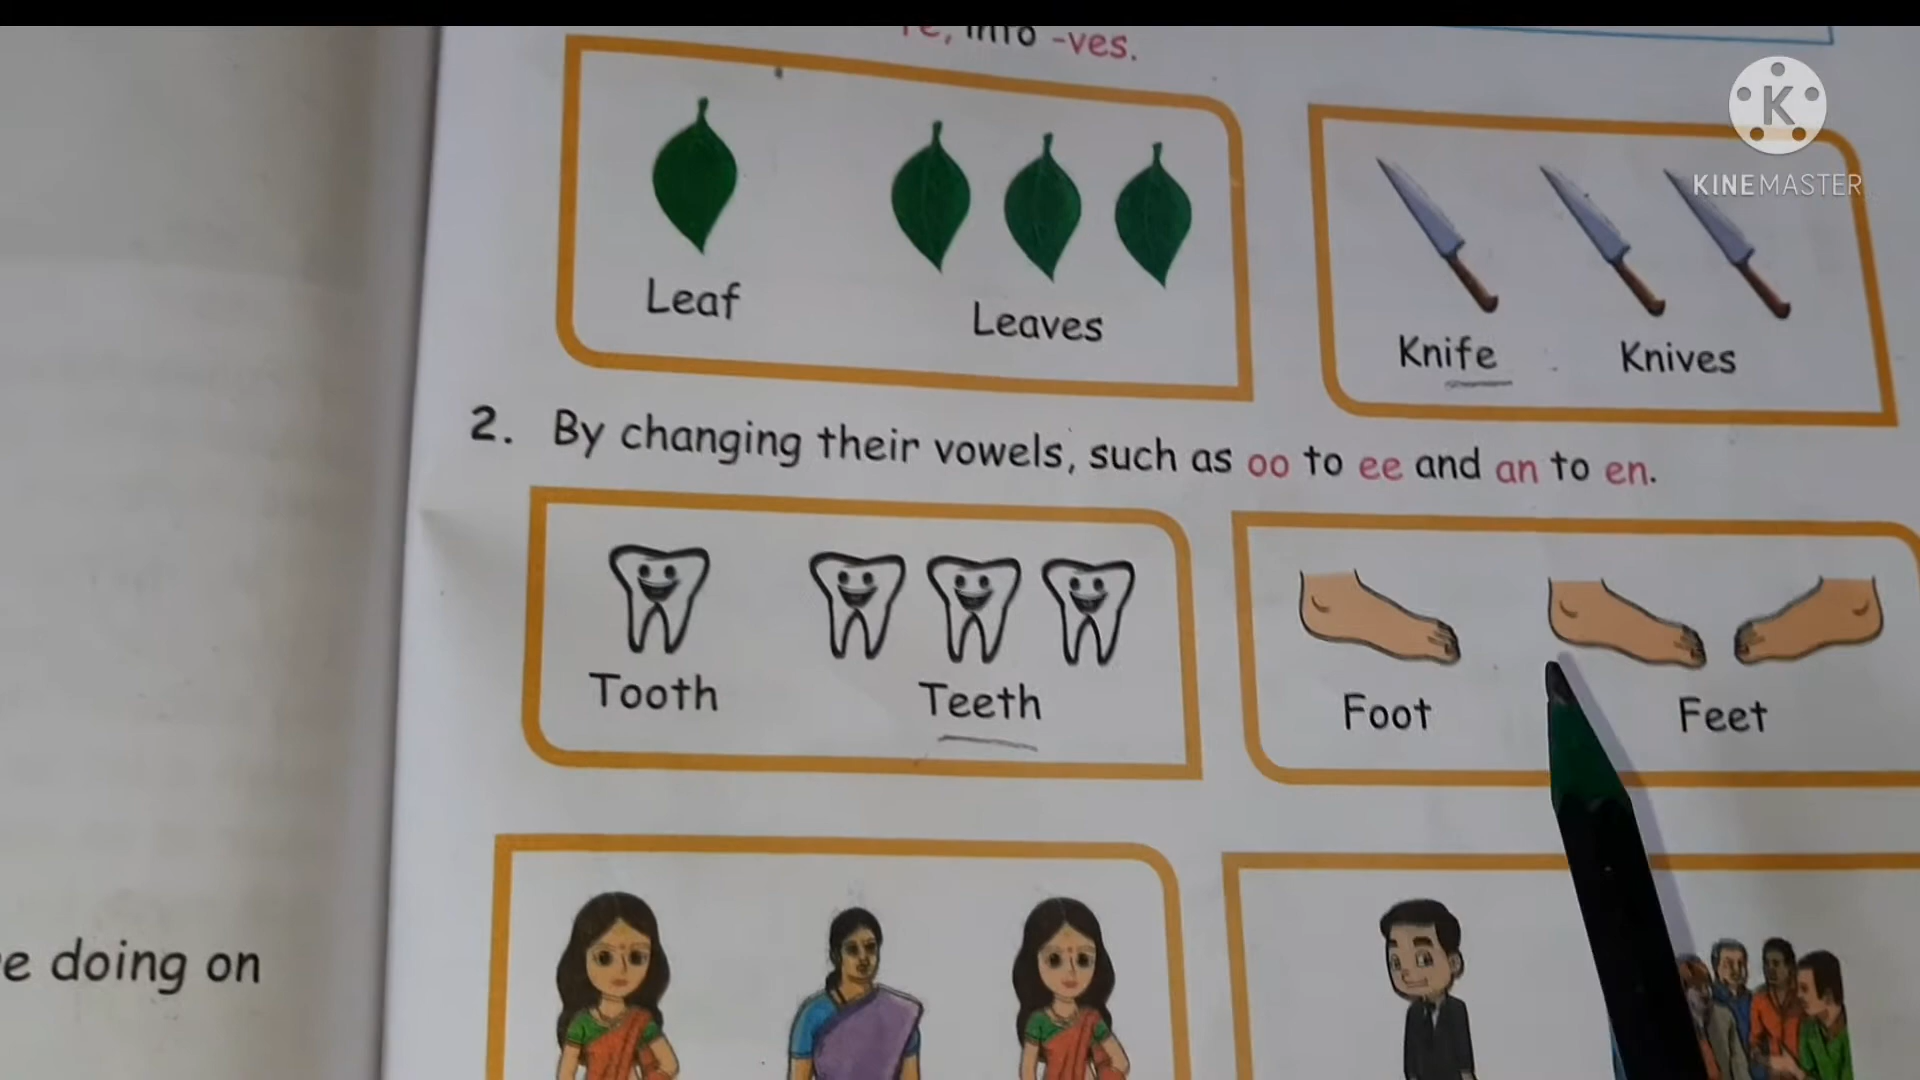 into -ves.
KINEMASTER
Leaf
Leaves
Knife
Knives
2. By changing their vowels, such as oo to ee and an to en.
Tooth
Teeth
Foot
Feet
doing on